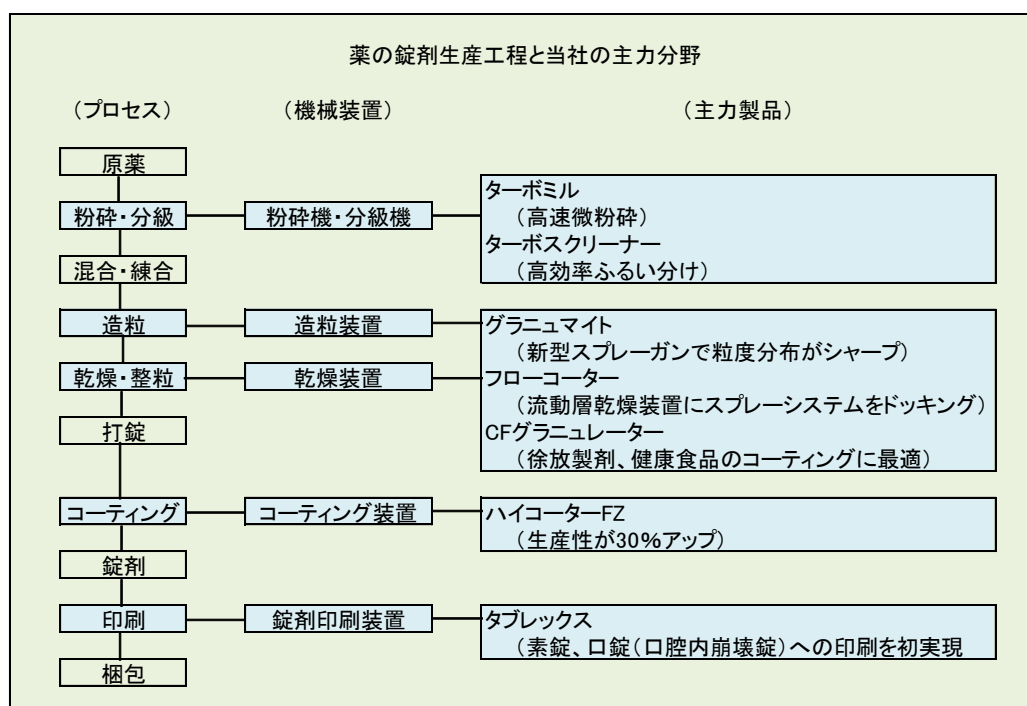 薬の錠剤生産工程と当社の主力分野
（プロセス） （機械装置） （主力製品）
原薬
粉砕・分級 粉砕機・分級機 ターボミル
（高速微粉砕）
ターボスクリーナー
（高効率ふるい分け）
混合・練合
造粒 造粒装置 グラニュマイト
（新型スプレーガンで粒度分布がシャープ）
乾燥・整粒 乾燥装置 フローコーター
（流動層乾燥装置にスプレーシステムをドッキング）
打錠
CFグラニュレーター
（徐放製剤、健康食品のコーティングに最適）
コーティング コーティング装置 ハイコーターFZ
（生産性が30％アップ）
錠剤
印刷 錠剤印刷装置 タブレックス
（素錠、口錠（口腔内崩壊錠）への印刷を初実現
梱包